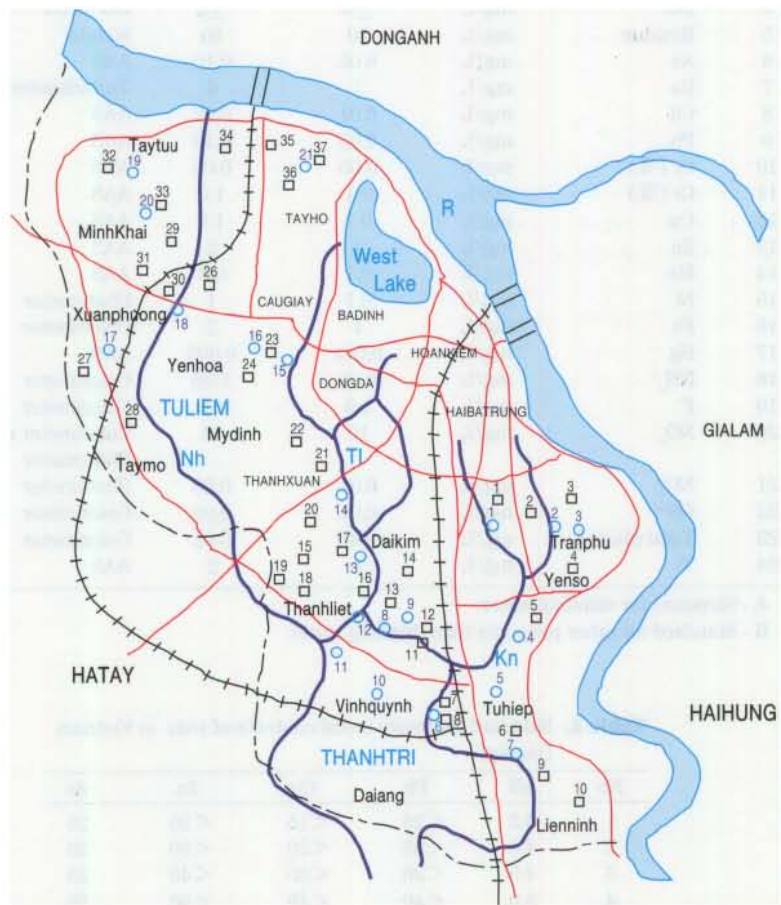 DONGANH
34
35
37
32
Taytuu
21
19
36
33
20
TAYHO
R
MinhKhai
29
West
Lake
31
30
26
CAUGIAY
BADINH
Xuanphuong
18
HOANKIEM
17
16
23
Yenhoa
15
27
24
DONGDA
HAIBATRUNG
TULIEM
28
22
GIALAM
Mydinh
Taymo
Nh
TI
21
THANHXUAN
3
1
2
14
20
2
3
Daikim
Tranphu
17
15
13
14
4
19
Yenso
18
16
13
Thanhliet
9
5
12
8
12
4
11
11
Kn
HATAY
10
5
Vinhquynh
7
Tuhiep
HAIHUNG
8
6
THANHTRI
7
9
Daiang
10
Lienninh